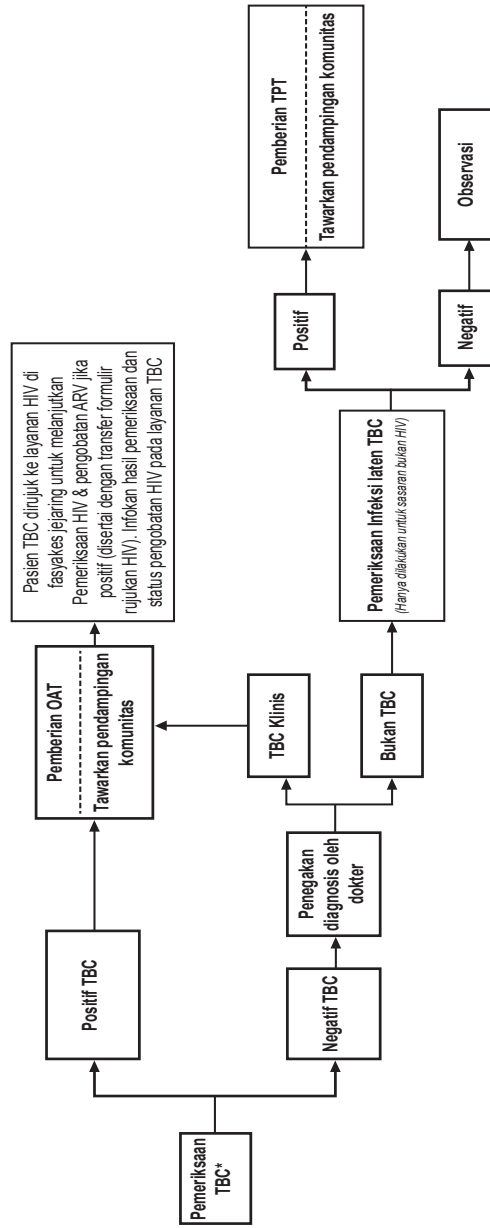 Pemeriksaan
TBC*
Positif TBC
Pemberian OAT
Tawarkan pendampingan
komunitas
Pasien TBC dirujuk ke layanan HIV di
fasyakes jejaring untuk melanjutkan
Pemeriksaan HIV & pengobatan ARV jika
positif (disertai dengan transfer formulir
rujukan HIV). Infokan hasil pemeriksaan dan
status pengobatan HIV pada layanan TBC
Negatif TBC
Penegakan
diagnosis oleh
dokter
TBC Klinis
Bukan TBC
Pemeriksaan Infeksi laten TBC
(Hanya dilakukan untuk sasaran bukan HIV)
Positif
Pemberian TPT
Tawarkan pendampingan komunitas
Negatif
Observasi